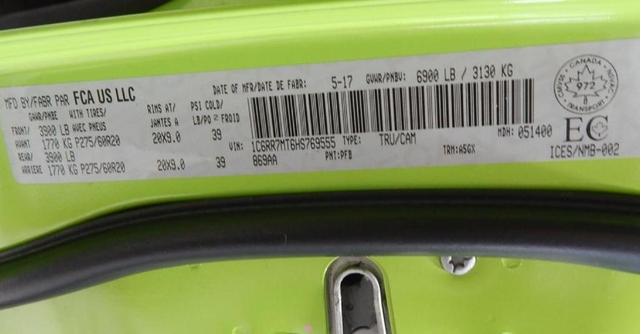 MFD BY/FABR PAR FCA US LLC
DATE OF MFR/DATE DE FABR: 5-17 GVWR/PNBV: 6900 LB / 3130 KG
GAWR/PNBE WITH TIRES/ RIMS AT/ PSI COLD/
FRONT/ 3900 LB AVEC PNEUS JANTES A LB/PO² FROID
AVANT 1770 KG P275/60R20 20X9.0 39
REAR/ 3900 LB
ARRIERE 1770 KG P275/60R20 20X9.0 39
VIN: 1C6RR7MT6HS769555 TYPE: TRU/CAM MDH: 051400
869AA PNT:PFB TRM:A5GX
CANADA
972
TRANSPORT
EC
ICES/NMB-002